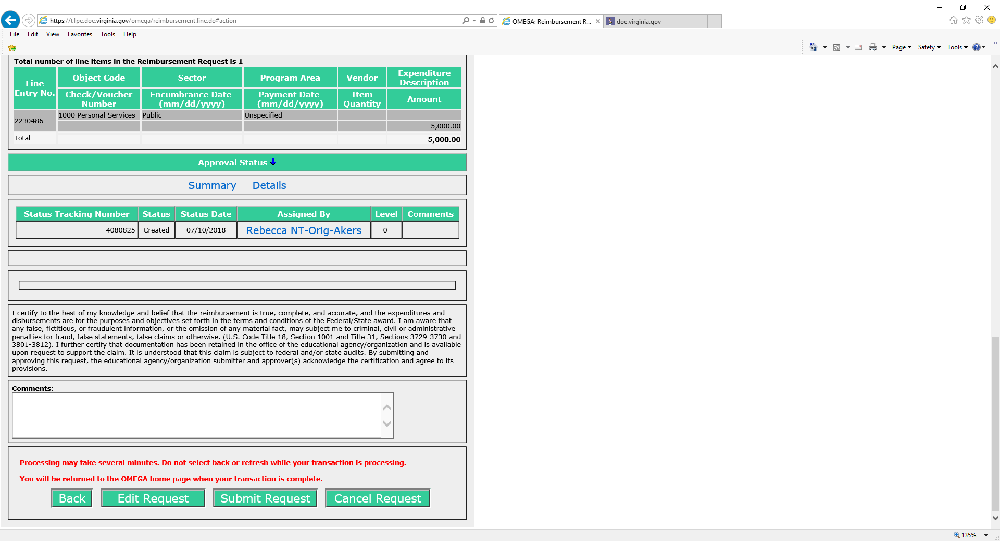 https://t1pe.doe.virginia.gov/omega/reimbursement.line.do#action
OMEGA: Reimbursement R...
doe.virginia.gov
File Edit View Favorites Tools Help
Page Safety Tools
Total number of line items in the Reimbursement Request is 1
Line Entry No. Object Code Sector Program Area Vendor Expenditure Description
Check/Voucher Number Encumbrance Date (mm/dd/yyyy) Payment Date (mm/dd/yyyy) Item Quantity Amount
2230486 1000 Personal Services Public Unspecified
5,000.00
Total 5,000.00
Approval Status
Summary Details
Status Tracking Number Status Status Date Assigned By Level Comments
4080825 Created 07/10/2018 Rebecca NT-Orig-Akers 0
I certify to the best of my knowledge and belief that the reimbursement is true, complete, and accurate, and the expenditures and
disbursements are for the purposes and objectives set forth in the terms and conditions of the Federal/State award. I am aware that
any false, fictitious, or fraudulent information, or the omission of any material fact, may subject me to criminal, civil or administrative
penalties for fraud, false statements, false claims or otherwise. (U.S. Code Title 18, Section 1001 and Title 31, Sections 3729-3730 and
3801-3812). I further certify that documentation has been retained in the office of the educational agency/organization and is available
upon request to support the claim. It is understood that this claim is subject to federal and/or state audits. By submitting and
approving this request, the educational agency/organization submitter and approver(s) acknowledge the certification and agree to its
provisions.
Comments:
Processing may take several minutes. Do not select back or refresh while your transaction is processing.
You will be returned to the OMEGA home page when your transaction is complete.
Back Edit Request Submit Request Cancel Request
135%